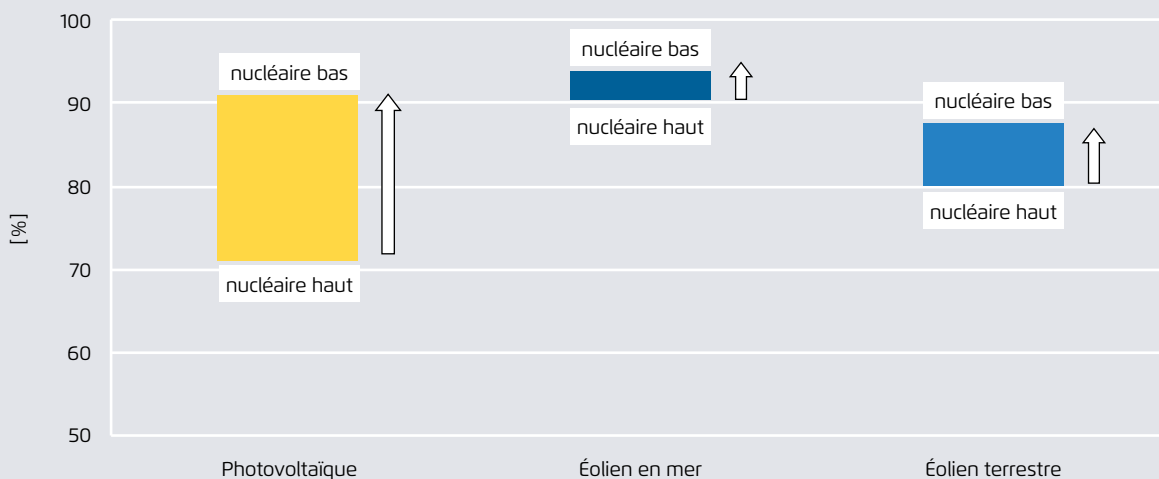 100
90
80
70
60
50
[%]
nucléaire bas
nucléaire haut
nucléaire bas
nucléaire haut
nucléaire bas
nucléaire haut
Photovoltaïque
Éolien en mer
Éolien terrestre